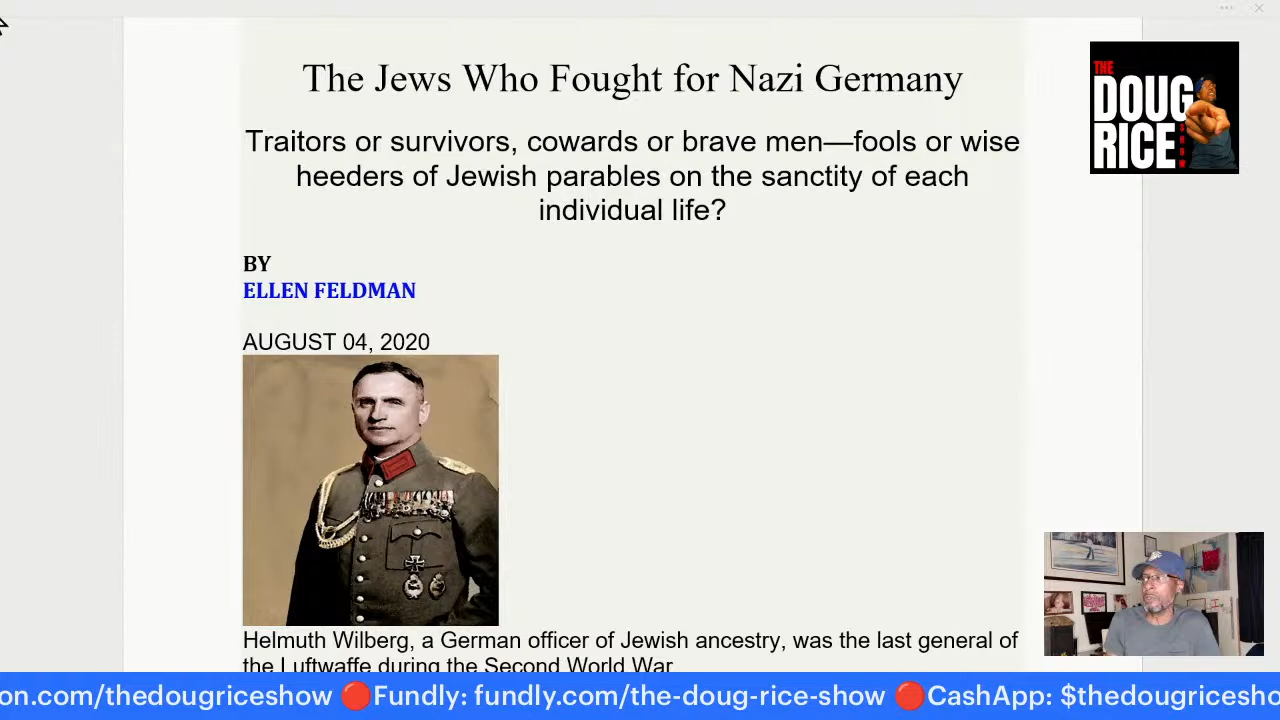 The Jews Who Fought for Nazi Germany
THE
DOUG
RICE
SHOW
Traitors or survivors, cowards or brave men—fools or wise
heeders of Jewish parables on the sanctity of each
individual life?
BY
ELLEN FELDMAN
AUGUST 04, 2020
Helmuth Wilberg, a German officer of Jewish ancestry, was the last general of
the Luftwaffe during the Second World War
on.com/thedougriceshow 🔴Fundly: fundly.com/the-doug-rice-show 🔴CashApp: $thedougricesho